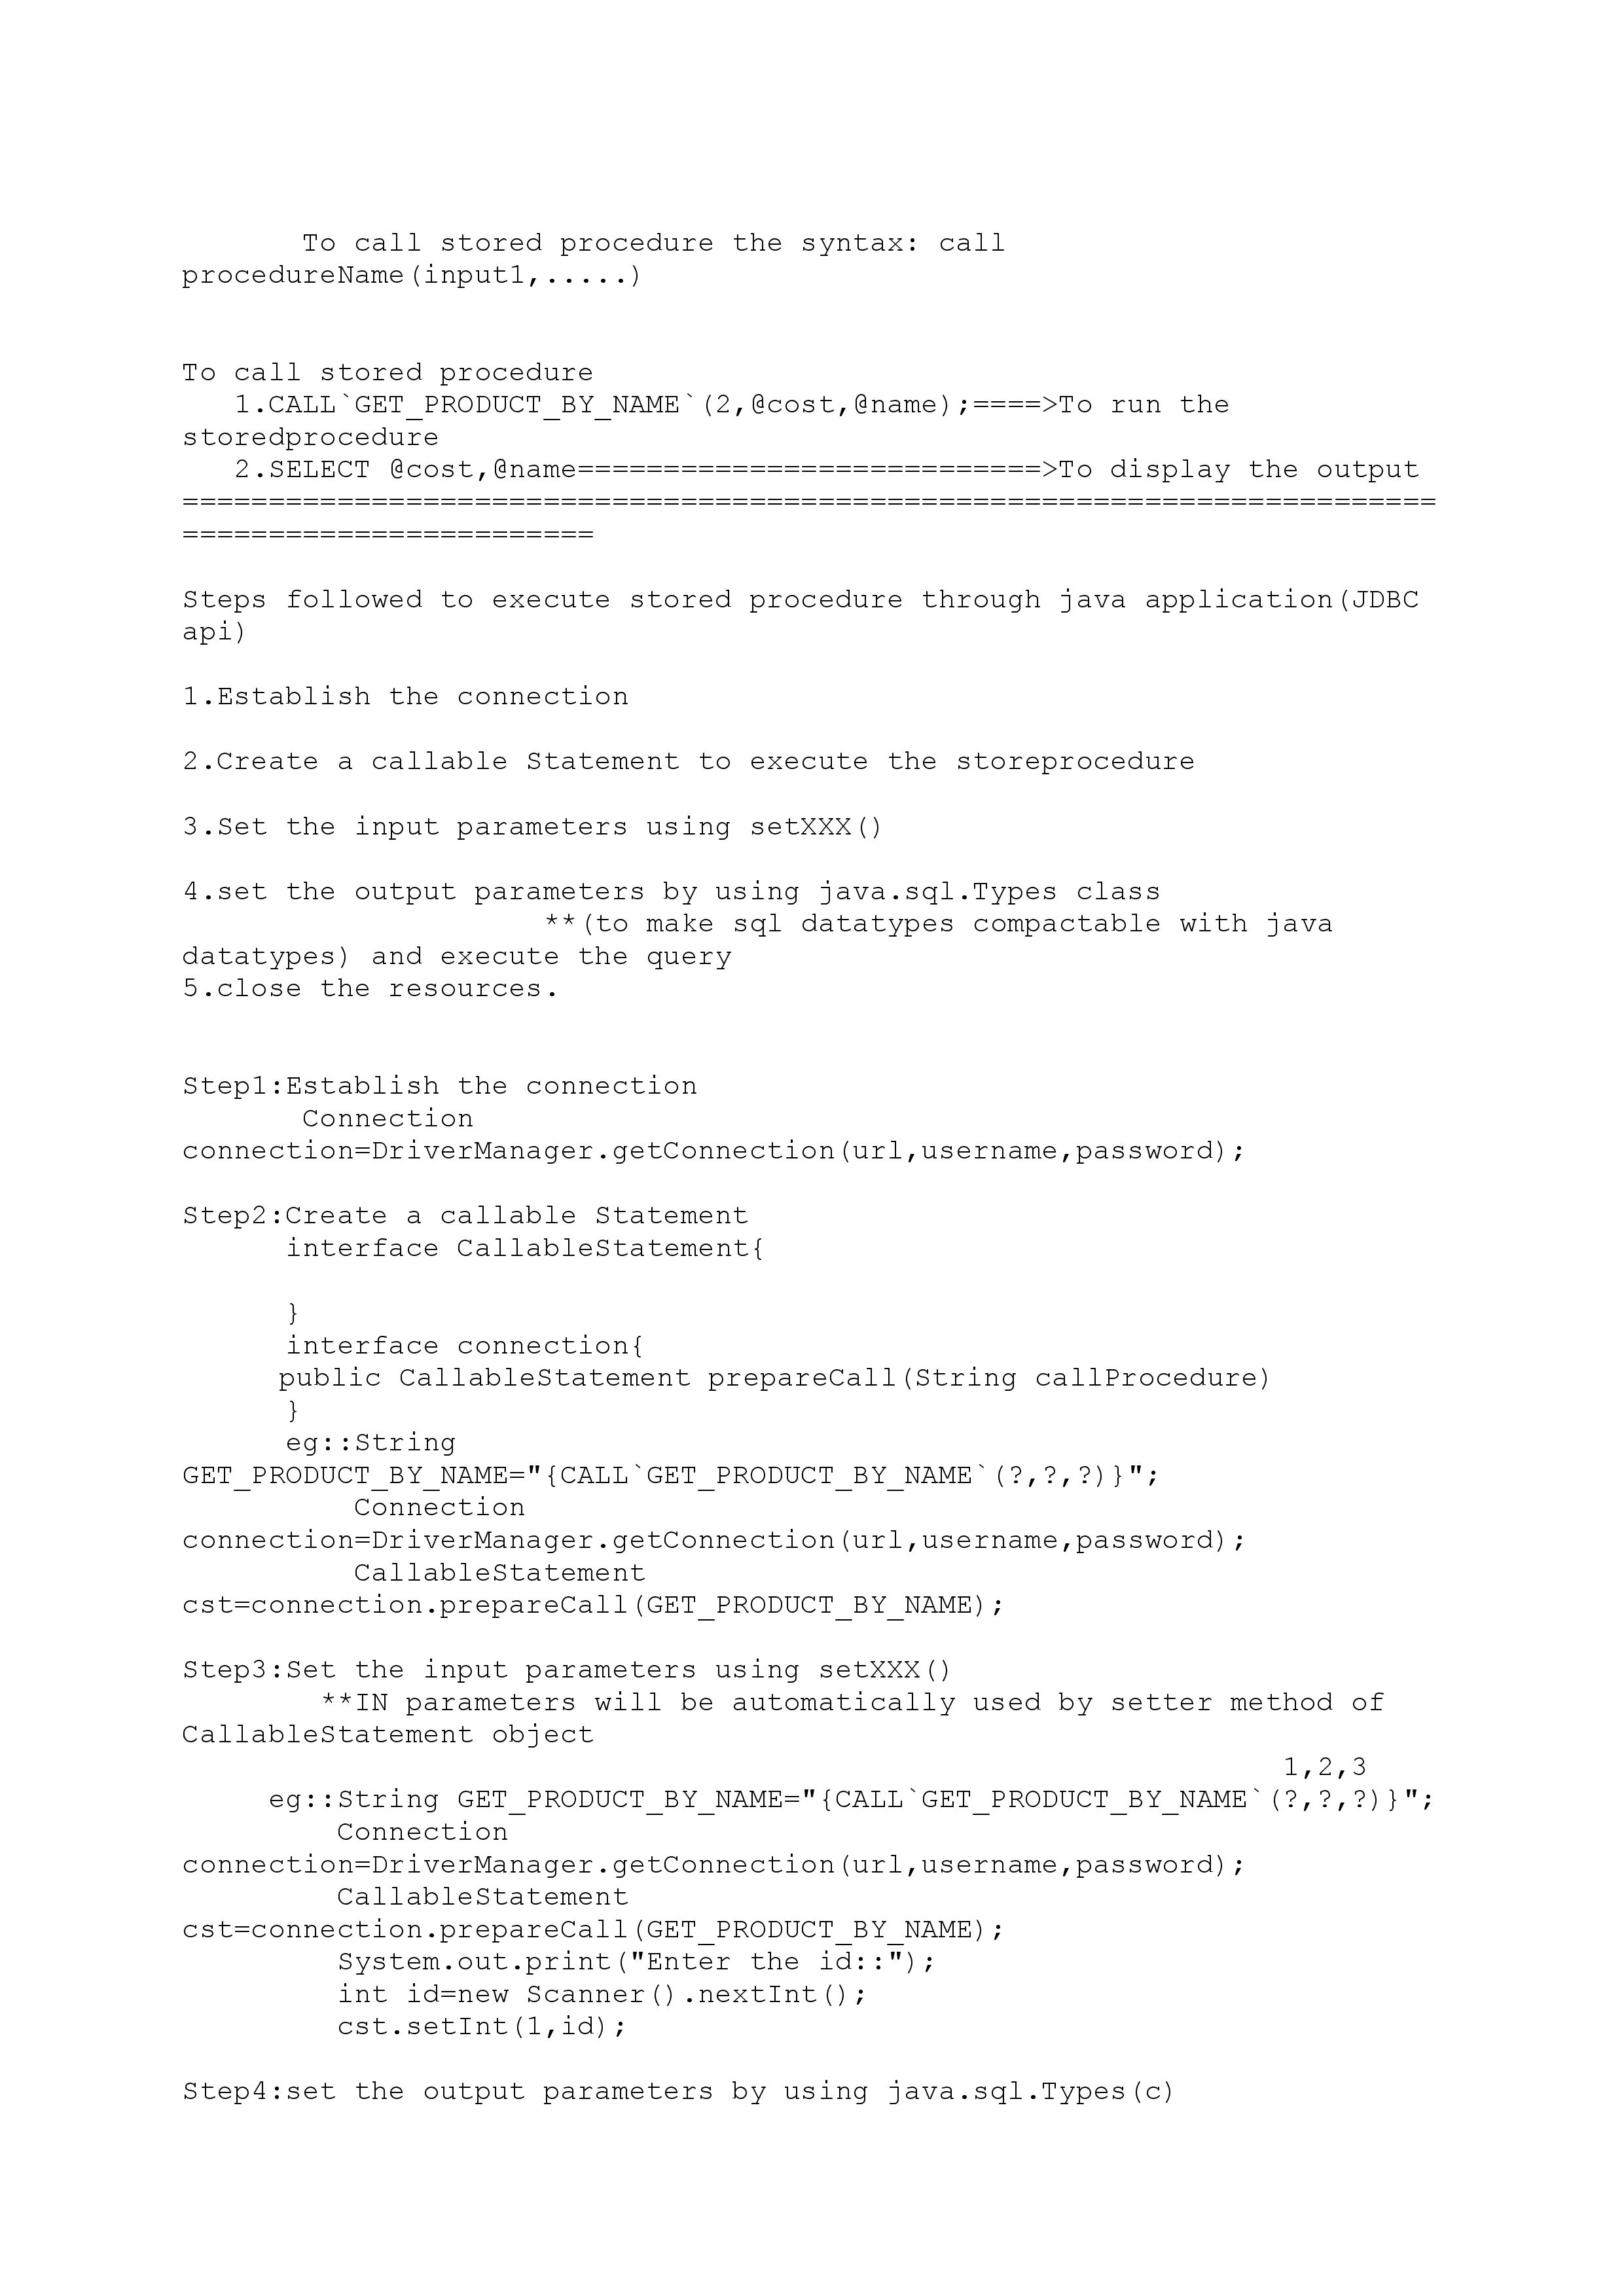 To call stored procedure the syntax: call
procedureName(input1,.....)
To call stored procedure
1.CALL`GET_PRODUCT_BY_NAME`(2,@cost,@name);====>To run the
storedprocedure
2.SELECT @cost,@name===========================>To display the output
=========================================================================
========================
Steps followed to execute stored procedure through java application(JDBC
api)
1.Establish the connection
2.Create a callable Statement to execute the storeprocedure
3.Set the input parameters using setXXX()
4.set the output parameters by using java.sql.Types class
**(to make sql datatypes compactable with java
datatypes) and execute the query
5.close the resources.
Step1:Establish the connection
Connection
connection=DriverManager.getConnection(url,username,password);
Step2:Create a callable Statement
interface CallableStatement{
}
interface connection{
public CallableStatement prepareCall(String callProcedure)
}
eg::String
GET_PRODUCT_BY_NAME="{CALL`GET_PRODUCT_BY_NAME`(?,?,?)}";
Connection
connection=DriverManager.getConnection(url,username,password);
CallableStatement
cst=connection.prepareCall(GET_PRODUCT_BY_NAME);
Step3:Set the input parameters using setXXX()
**IN parameters will be automatically used by setter method of
CallableStatement object
1,2,3
eg::String GET_PRODUCT_BY_NAME="{CALL`GET_PRODUCT_BY_NAME`(?,?,?)}";
Connection
connection=DriverManager.getConnection(url,username,password);
CallableStatement
cst=connection.prepareCall(GET_PRODUCT_BY_NAME);
System.out.print("Enter the id::");
int id=new Scanner().nextInt();
cst.setInt(1,id);
Step4:set the output parameters by using java.sql.Types(c)